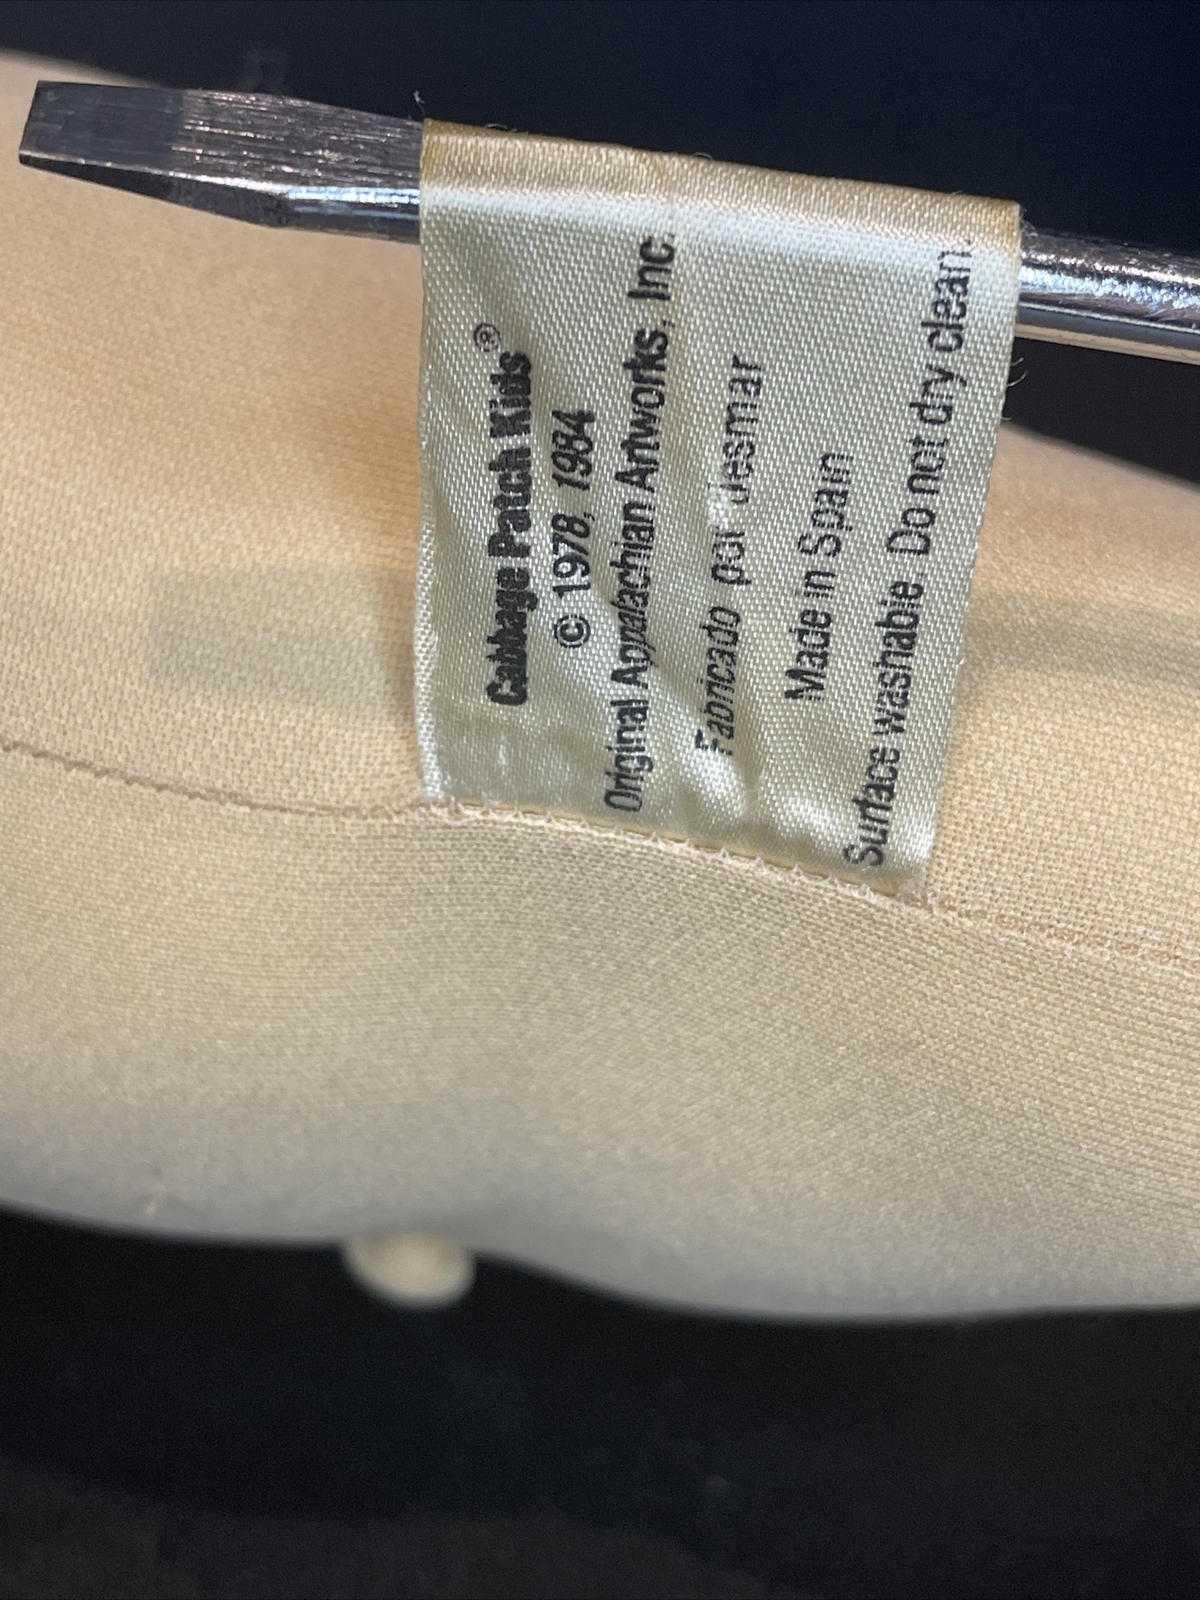 Cabbage Patch Kids®
© 1978, 1984
Original Appalachian Artworks, Inc.
Fabricado por Jesmar
Made in Spain
Surface washable. Do not dry clean.